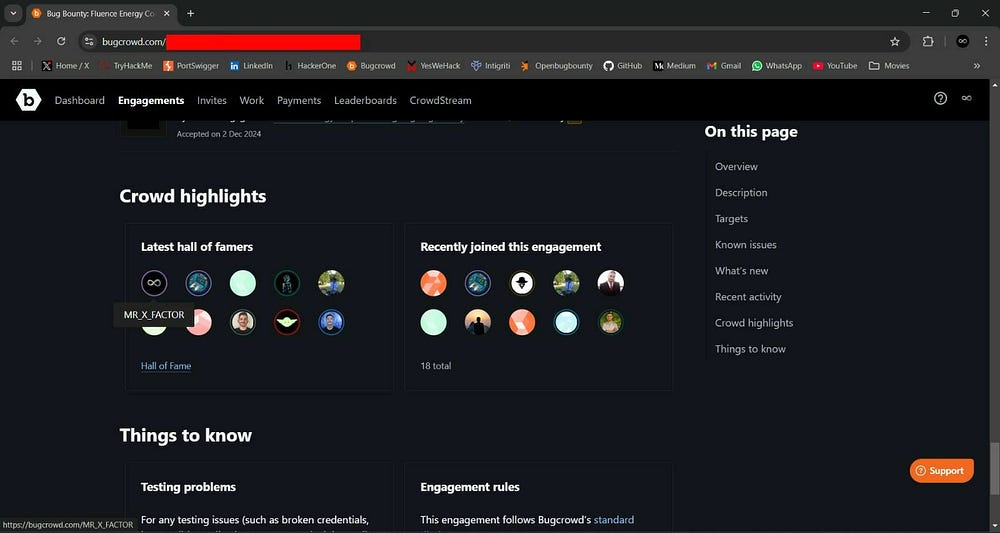 Bug Bounty: Fluence Energy Co
bugcrowd.com/
Home / X TryHackMe PortSwigger LinkedIn HackerOne Bugcrowd YesWeHack Intigriti Openbugbounty GitHub Medium Gmail WhatsApp YouTube Movies
Dashboard Engagements Invites Work Payments Leaderboards CrowdStream
Accepted on 2 Dec 2024
On this page
Overview
Description
Targets
Known issues
What's new
Recent activity
Crowd highlights
Things to know
Crowd highlights
Latest hall of famers
MR_X_FACTOR
Hall of Fame
Recently joined this engagement
18 total
Things to know
Testing problems
For any testing issues (such as broken credentials,
Engagement rules
This engagement follows Bugcrowd's standard
Support
https://bugcrowd.com/MR_X_FACTOR